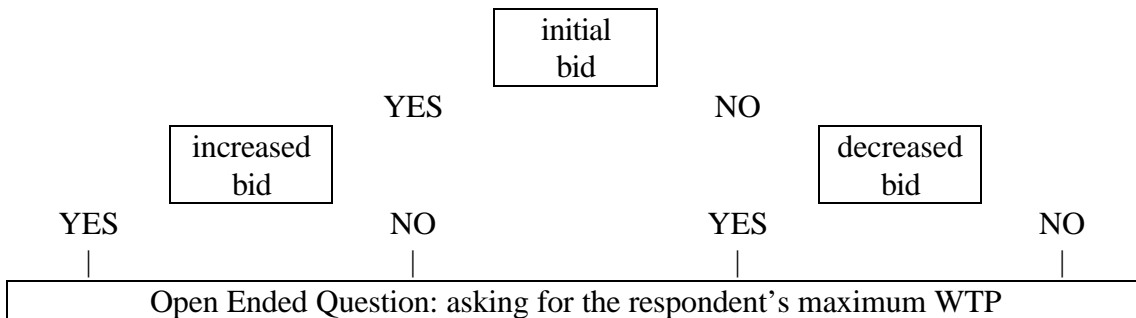 initial
bid
YES NO
increased decreased
bid bid
YES NO YES NO
| | | |
Open Ended Question: asking for the respondent’s maximum WTP